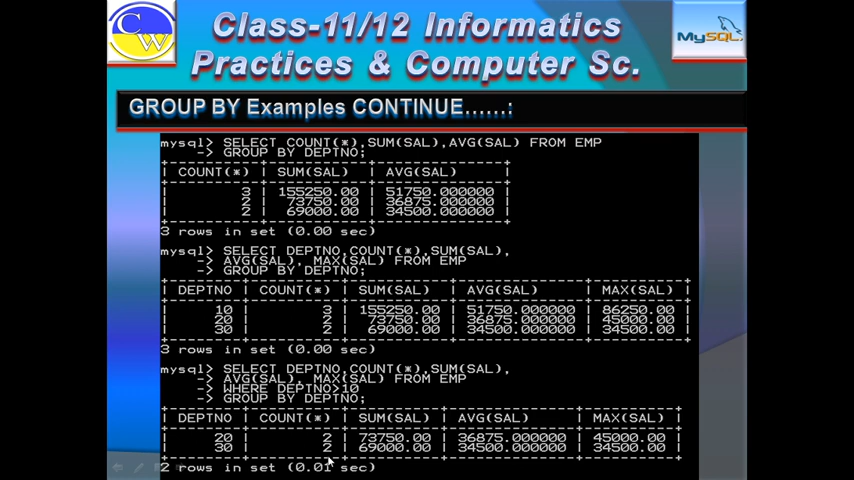 CW
Class-11/12 Informatics
Practices & Computer Sc.
MySQL
GROUP BY Examples CONTINUE......:
mysql> SELECT COUNT(*),SUM(SAL),AVG(SAL) FROM EMP
-> GROUP BY DEPTNO;
| COUNT(*) | SUM(SAL) | AVG(SAL) |
| 3 | 155250.00 | 51750.000000 |
| 2 | 73750.00 | 36875.000000 |
| 2 | 69000.00 | 34500.000000 |
3 rows in set (0.00 sec)
mysql> SELECT DEPTNO,COUNT(*),SUM(SAL),
-> AVG(SAL), MAX(SAL) FROM EMP
-> GROUP BY DEPTNO;
| DEPTNO | COUNT(*) | SUM(SAL) | AVG(SAL) | MAX(SAL) |
| 10 | 3 | 155250.00 | 51750.000000 | 86250.00 |
| 20 | 2 | 73750.00 | 36875.000000 | 45000.00 |
| 30 | 2 | 69000.00 | 34500.000000 | 34500.00 |
3 rows in set (0.00 sec)
mysql> SELECT DEPTNO,COUNT(*),SUM(SAL),
-> AVG(SAL), MAX(SAL) FROM EMP
-> WHERE DEPTNO>10
-> GROUP BY DEPTNO;
| DEPTNO | COUNT(*) | SUM(SAL) | AVG(SAL) | MAX(SAL) |
| 20 | 2 | 73750.00 | 36875.000000 | 45000.00 |
| 30 | 2 | 69000.00 | 34500.000000 | 34500.00 |
2 rows in set (0.01 sec)